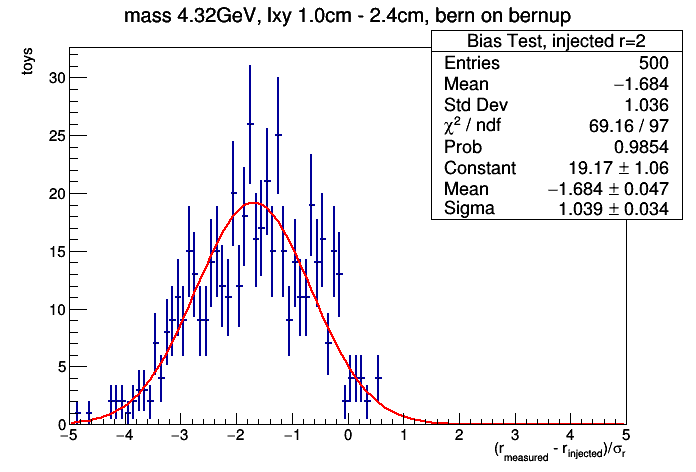 mass 4.32GeV, lxy 1.0cm - 2.4cm, bern on bernup
Bias Test, injected r=2
Entries 500
Mean −1.684
Std Dev 1.036
χ² / ndf 69.16 / 97
Prob 0.9854
Constant 19.17 ± 1.06
Mean −1.684 ± 0.047
Sigma 1.039 ± 0.034
toys
30
25
20
15
10
5
0
−5 −4 −3 −2 −1 0 1 2 3 4 5
(r_measured - r_injected)/σ_r